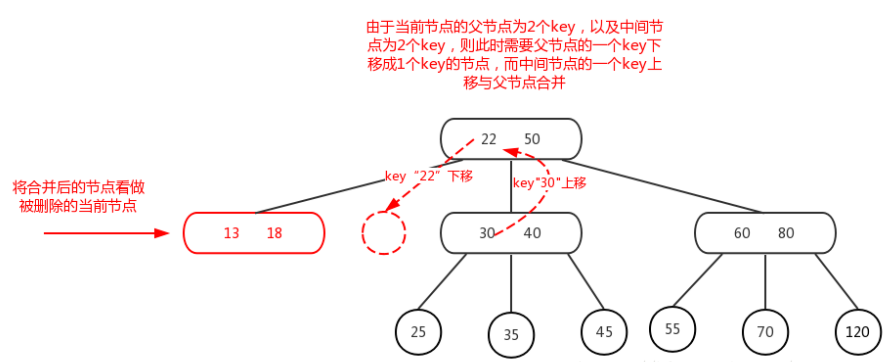 由于当前节点的父节点为2个key，以及中间节
点为2个key，则此时需要父节点的一个key下
移成1个key的节点，而中间节点的一个key上
移与父节点合并
22 50
key“22”下移
key"30"上移
将合并后的节点看做
被删除的当前节点
13 18
30 40
60 80
25
35
45
55
70
120